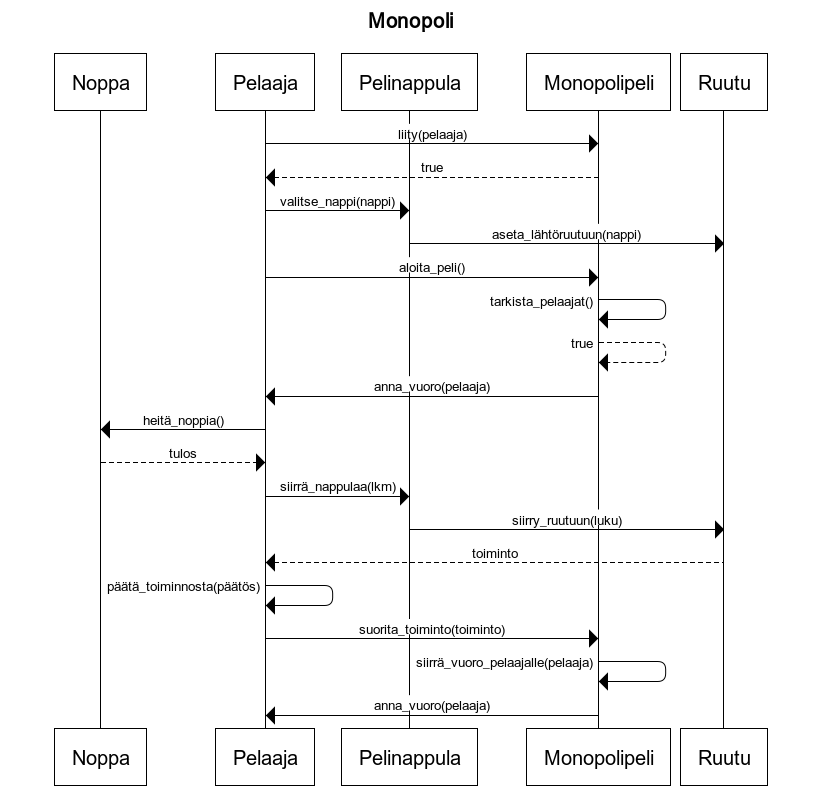 Monopoli
Noppa
Pelaaja
Pelinappula
Monopolipeli
Ruutu
liity(pelaaja)
true
valitse_nappi(nappi)
aseta_lähtöruutuun(nappi)
aloita_peli()
tarkista_pelaajat()
true
anna_vuoro(pelaaja)
heitä_noppia()
tulos
siirrä_nappulaa(lkm)
siirry_ruutuun(luku)
toiminto
päätä_toiminnosta(päätös)
suorita_toiminto(toiminto)
siirrä_vuoro_pelaajalle(pelaaja)
anna_vuoro(pelaaja)
Noppa
Pelaaja
Pelinappula
Monopolipeli
Ruutu